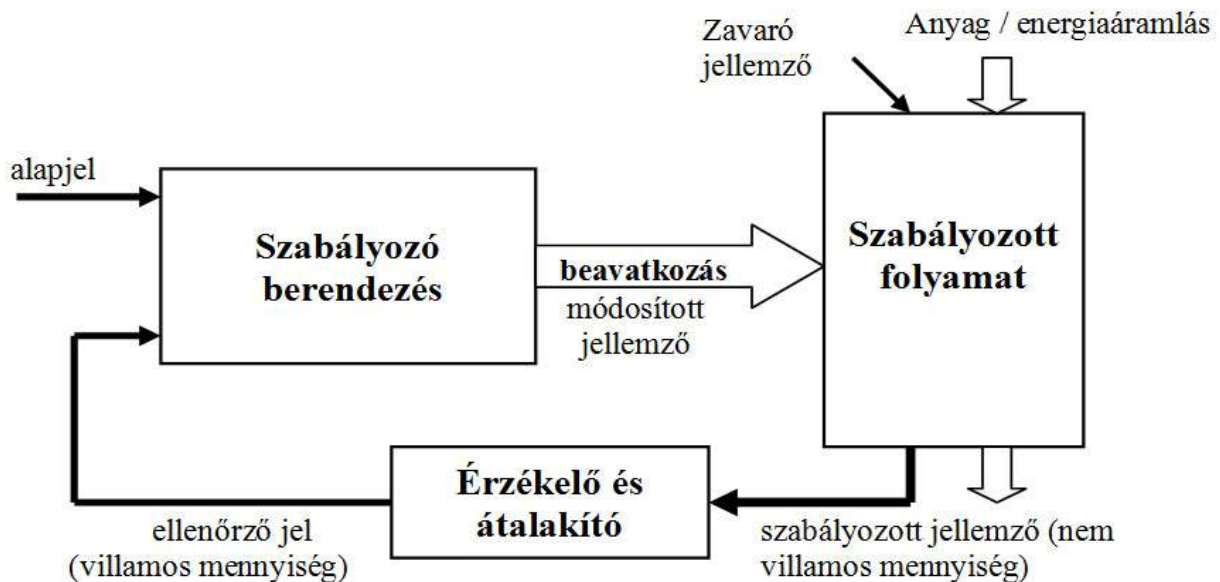 Zavaró
jellemző
Anyag / energiaáramlás
alapjel
Szabályozó
berendezés
beavatkozás
módosított
jellemző
Szabályozott
folyamat
Érzékelő és
átalakító
ellenőrző jel
(villamos mennyiség)
szabályozott jellemző (nem
villamos mennyiség)